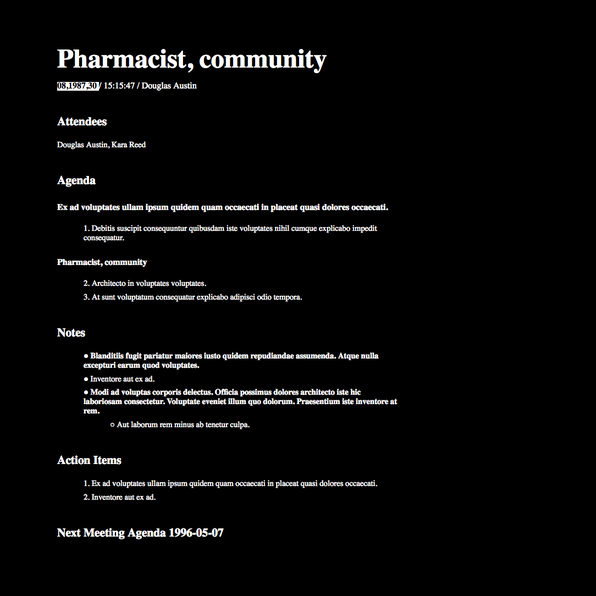 Pharmacist, community
08,1987,30 / 15:15:47 / Douglas Austin
Attendees
Douglas Austin, Kara Reed
Agenda
Ex ad voluptates ullam ipsum quidem quam occaecati in placeat quasi dolores occaecati.
1. Debitis suscipit consequuntur quibusdam iste voluptates nihil cumque explicabo impedit
consequatur.
Pharmacist, community
2. Architecto in voluptates voluptates.
3. At sunt voluptatum consequatur explicabo adipisci odio tempora.
Notes
● Blanditiis fugit pariatur maiores iusto quidem repudiandae assumenda. Atque nulla
excepturi earum quod voluptates.
● Inventore aut ex ad.
● Modi ad voluptas corporis delectus. Officia possimus dolores architecto iste hic
laboriosam consectetur. Voluptate eveniet illum quo dolorum. Praesentium iste inventore at
rem.
○ Aut laborum rem minus ab tenetur culpa.
Action Items
1. Ex ad voluptates ullam ipsum quidem quam occaecati in placeat quasi dolores occaecati.
2. Inventore aut ex ad.
Next Meeting Agenda 1996-05-07